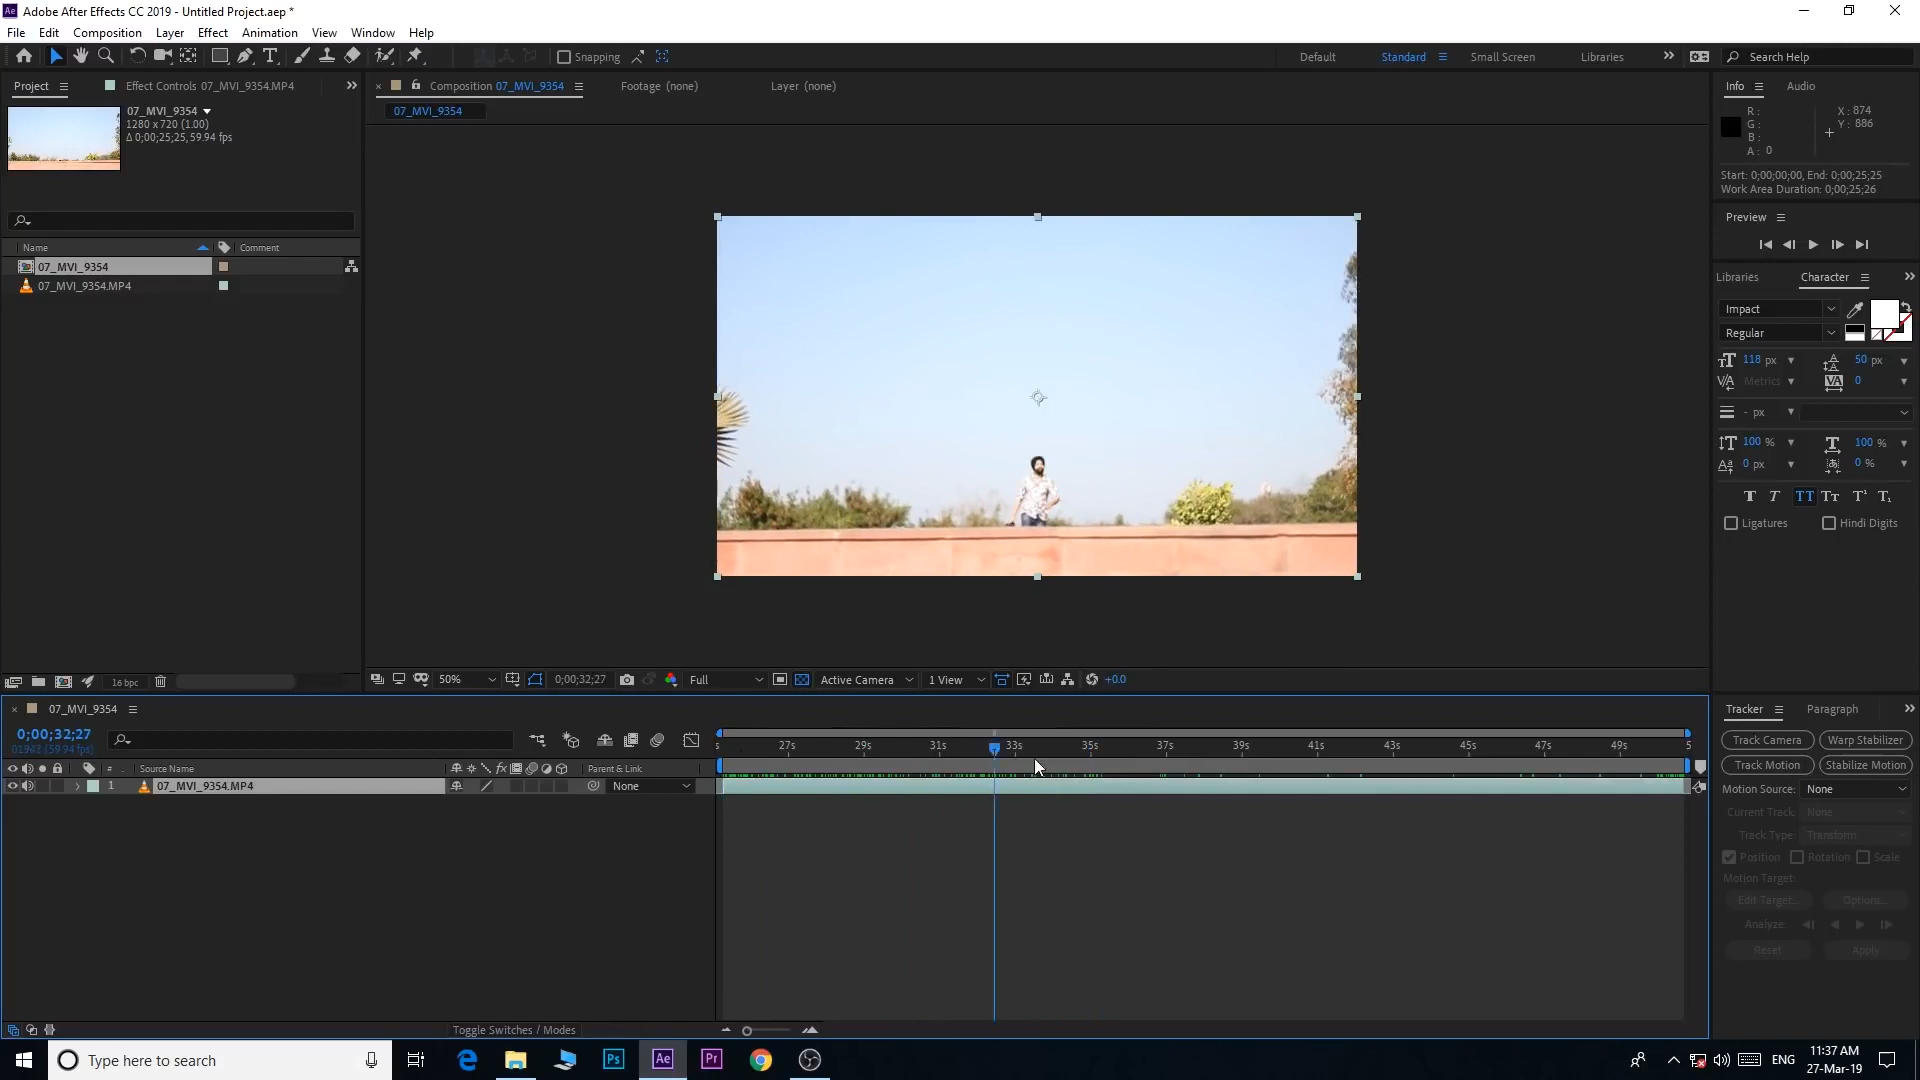 Ae Adobe After Effects CC 2019 - Untitled Project.aep *
File Edit Composition Layer Effect Animation View Window Help
Snapping Default Standard Small Screen Libraries Search Help
Project Effect Controls 07_MVI_9354.MP4
07_MVI_9354
1280 x 720 (1.00)
Δ 0;00;25;25, 59.94 fps
Name Comment
07_MVI_9354
07_MVI_9354.MP4
16 bpc
Composition 07_MVI_9354 Footage (none) Layer (none)
07_MVI_9354
50% 0;00;32;27 Full Active Camera 1 View +0.0
Info Audio
R : X : 874
G : Y : 886
B :
A : 0
Start: 0;00;00;00, End: 0;00;25;25
Work Area Duration: 0;00;25;26
Preview
Libraries Character
Impact
Regular
118 px 50 px
Metrics 0
- px
100 % 100 %
0 px 0 %
Ligatures Hindi Digits
07_MVI_9354
0;00;32;27
(59.94 fps)
27s 29s 31s 33s 35s 37s 39s 41s 43s 45s 47s 49s 5
# Source Name Parent & Link
1 07_MVI_9354.MP4 None
Toggle Switches / Modes
Tracker Paragraph
Track Camera Warp Stabilizer
Track Motion Stabilize Motion
Motion Source: None
Current Track: None
Track Type: Transform
Position Rotation Scale
Motion Target:
Edit Target... Options...
Analyze:
Reset Apply
Type here to search
Ps Ae Pr
ENG
11:37 AM
27-Mar-19